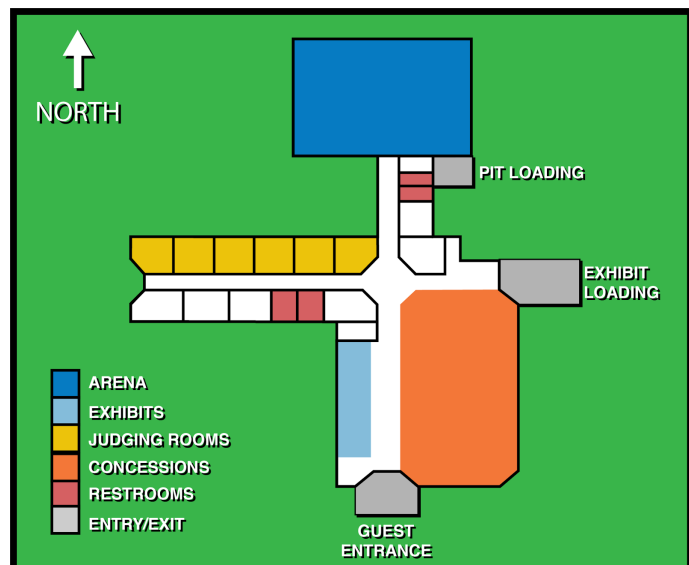 NORTH
PIT LOADING
EXHIBIT
LOADING
ARENA
EXHIBITS
JUDGING ROOMS
CONCESSIONS
RESTROOMS
ENTRY/EXIT
GUEST
ENTRANCE